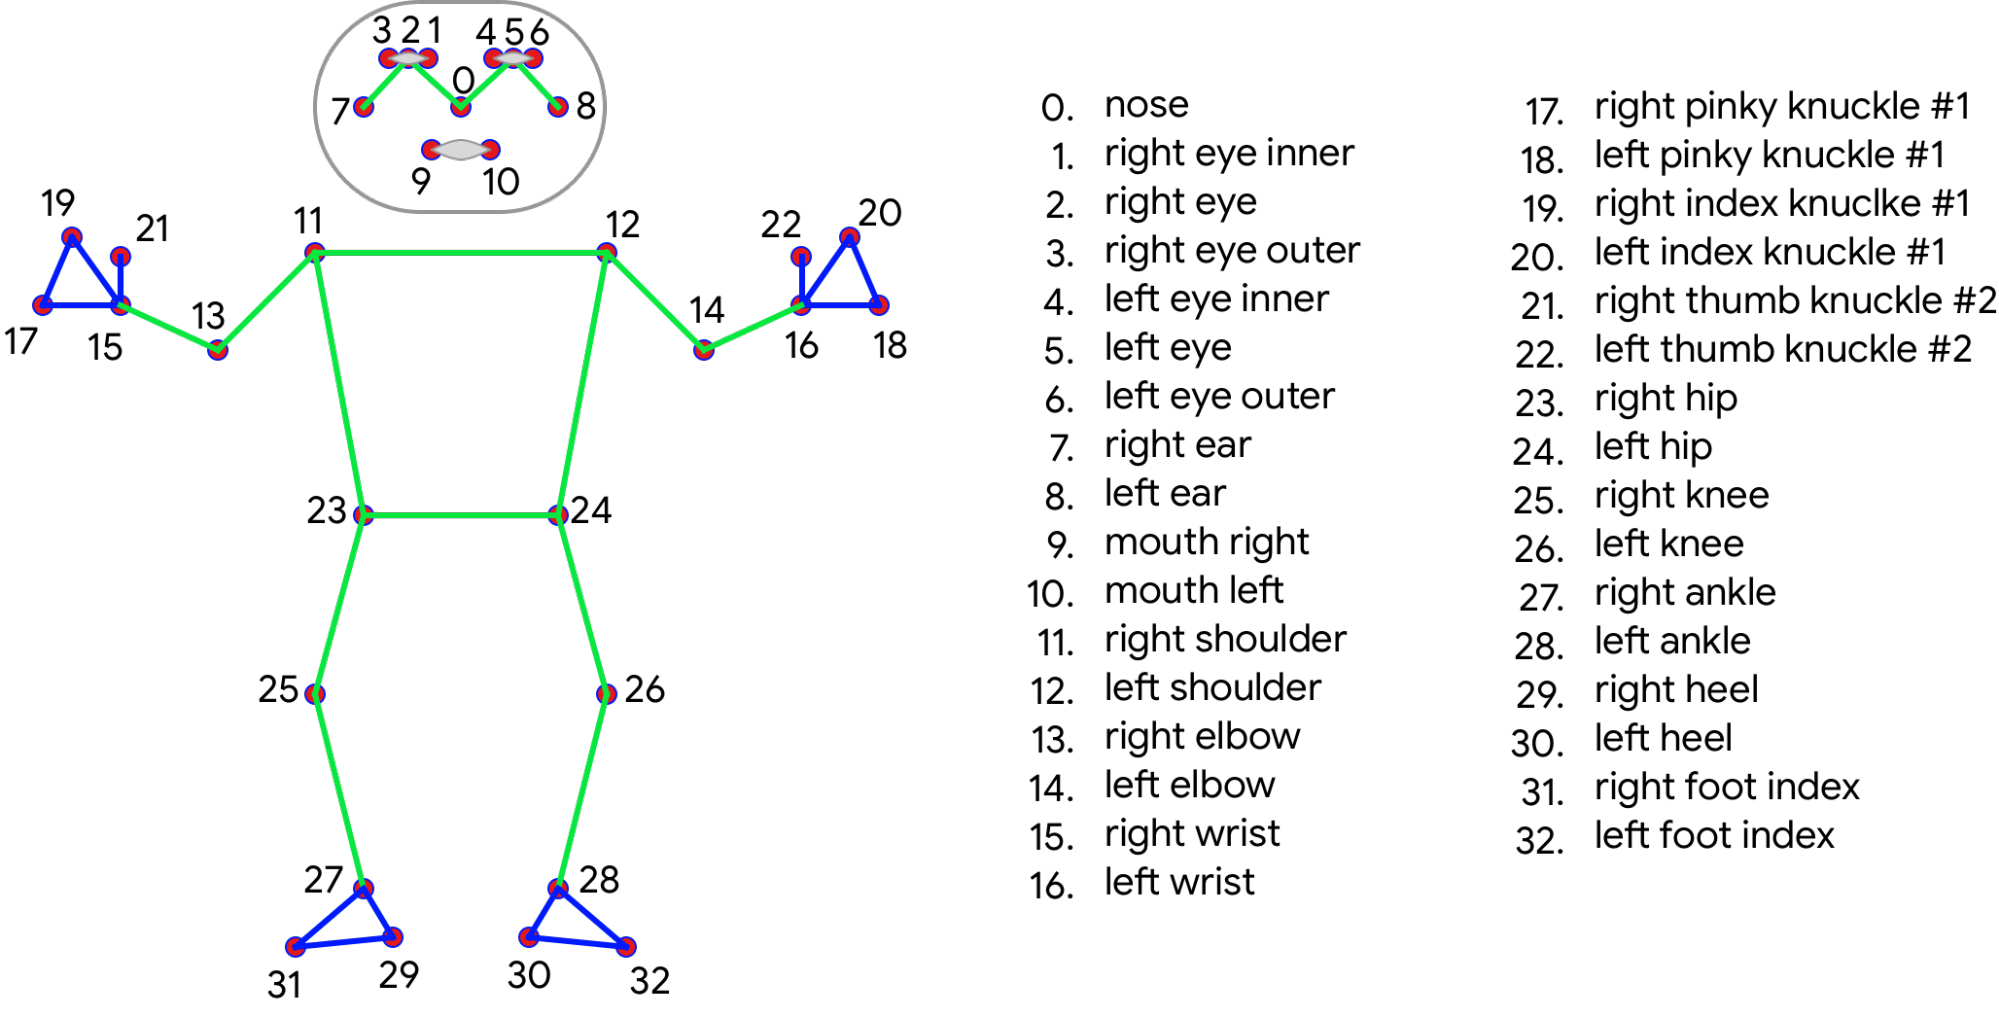 3 2 1 4 5 6
0
7 8
9 10
19 21 11 12 22 20
17 15 13 14 16 18
23 24
25 26
27 28
31 29 30 32
0. nose
1. right eye inner
2. right eye
3. right eye outer
4. left eye inner
5. left eye
6. left eye outer
7. right ear
8. left ear
9. mouth right
10. mouth left
11. right shoulder
12. left shoulder
13. right elbow
14. left elbow
15. right wrist
16. left wrist
17. right pinky knuckle #1
18. left pinky knuckle #1
19. right index knuclke #1
20. left index knuckle #1
21. right thumb knuckle #2
22. left thumb knuckle #2
23. right hip
24. left hip
25. right knee
26. left knee
27. right ankle
28. left ankle
29. right heel
30. left heel
31. right foot index
32. left foot index